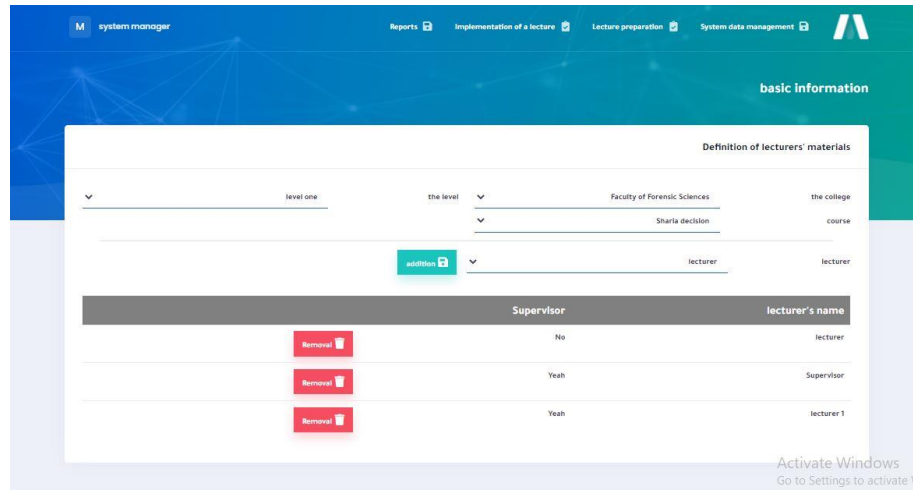 M system manager Reports Implementation of a lecture Lecture preparation System data management
basic information
Definition of lecturers' materials
level one the level Faculty of Forensic Sciences the college
Sharia decision course
addition lecturer lecturer
Supervisor lecturer's name
Removal No lecturer
Removal Yeah Supervisor
Removal Yeah lecturer 1
Activate Windows
Go to Settings to activate